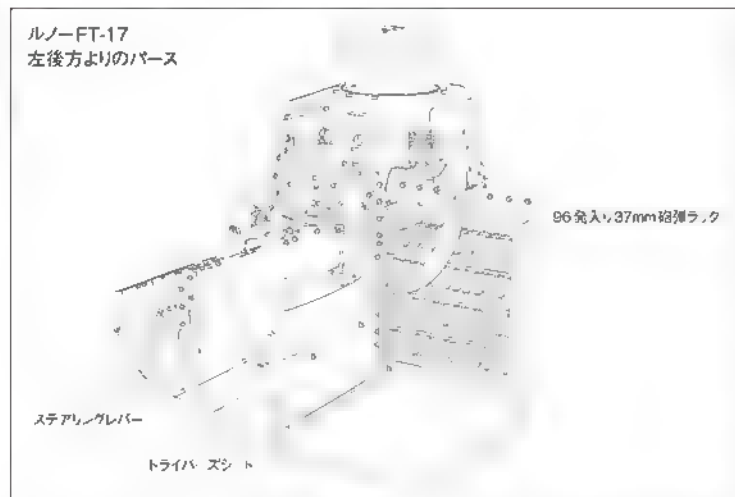 ルノーFT-17
左後方よりのパース
96発入り37mm砲弾ラック
ステアリングレバー
ドライバーズシート